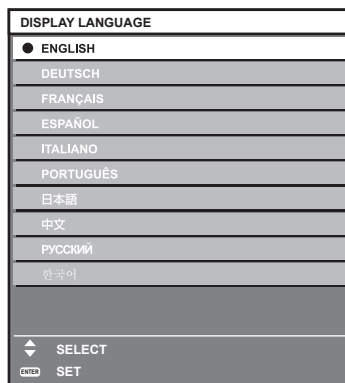 DISPLAY LANGUAGE
ENGLISH
DEUTSCH
FRANÇAIS
ESPAÑOL
ITALIANO
PORTUGUÊS
日本語
中文
РУССКИЙ
한국어
SELECT
ENTER SET